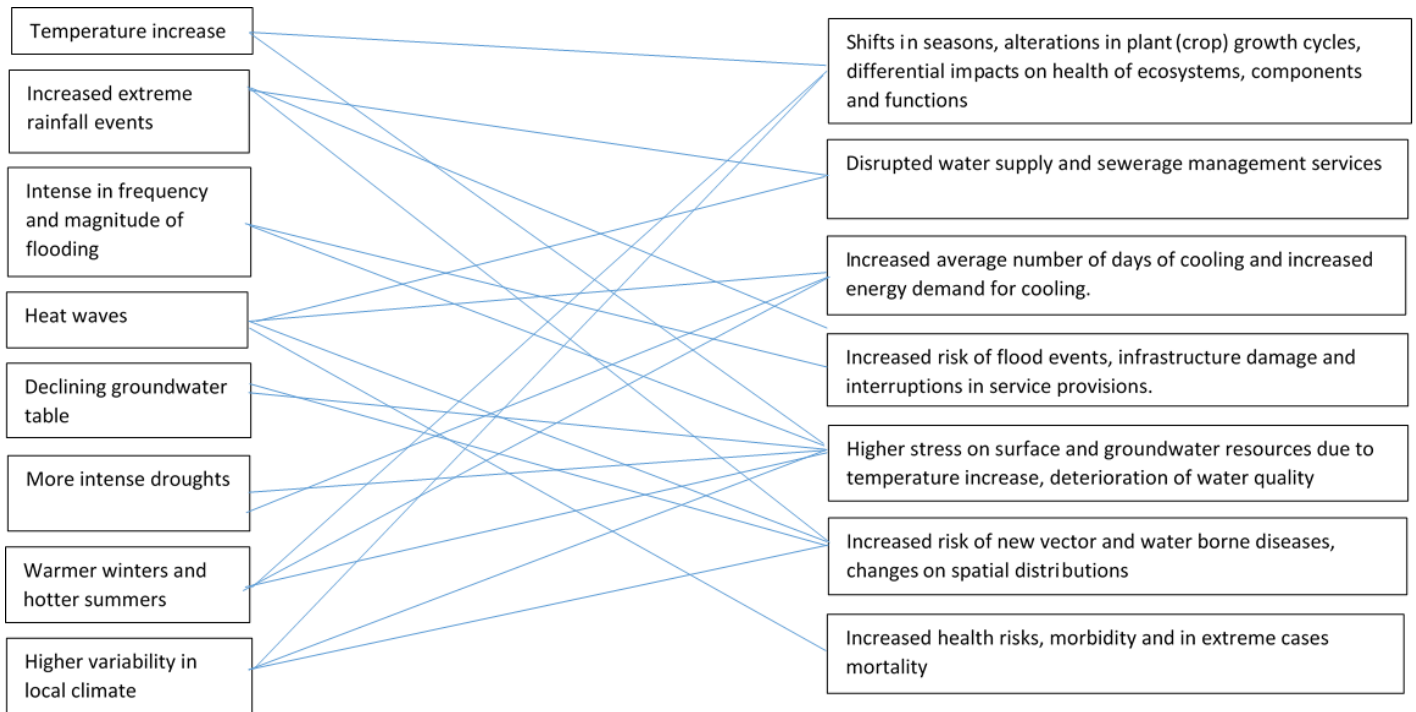 Temperature increase
Increased extreme
rainfall events
Intense in frequency
and magnitude of
flooding
Heat waves
Declining groundwater
table
More intense droughts
Warmer winters and
hotter summers
Higher variability in
local climate
Shifts in seasons, alterations in plant (crop) growth cycles,
differential impacts on health of ecosystems, components
and functions
Disrupted water supply and sewerage management services
Increased average number of days of cooling and increased
energy demand for cooling.
Increased risk of flood events, infrastructure damage and
interruptions in service provisions.
Higher stress on surface and groundwater resources due to
temperature increase, deterioration of water quality
Increased risk of new vector and water borne diseases,
changes on spatial distributions
Increased health risks, morbidity and in extreme cases
mortality